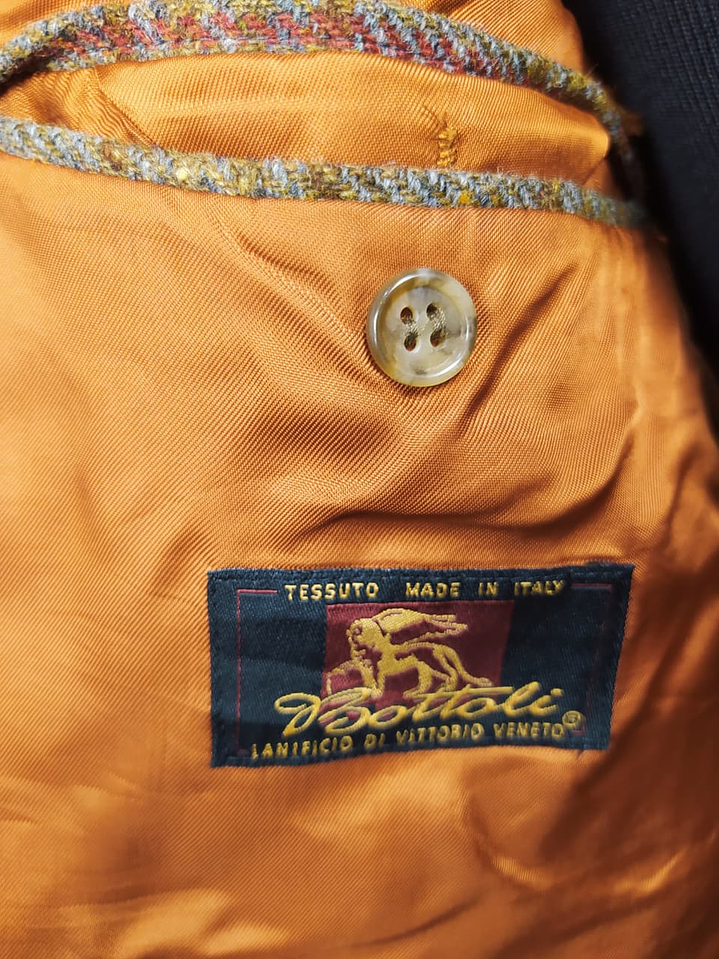 TESSUTO MADE IN ITALY
Bottoli®
LANIFICIO DI VITTORIO VENETO